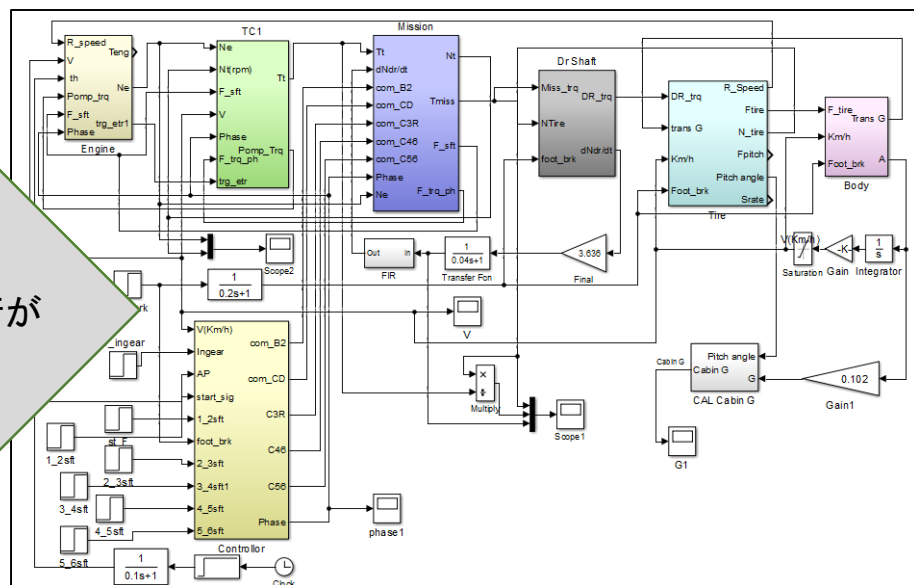 R_speed
V
th
Pomp_trq
F_sft
Phase
Teng
Ne
trg_etr1
Engine
TC1
Ne
Nt(rpm)
F_sft
V
Phase
F_trq_ph
trg_etr
Tt
Pomp_Trq
Mission
Tt
dNdr/dt
com_B2
com_CD
com_C3R
com_C46
com_C56
Phase
Ne
Nt
Tmiss
F_sft
F_trq_ph
Dr Shaft
Miss_trq
NTire
foot_brk
DR_trq
dNdr/dt
DR_trq
trans G
Km/h
Foot_brk
R_Speed
Ftire
N_tire
Fpitch
Pitch angle
Srate
Tire
F_tire
Km/h
Foot_brk
Trans G
A
Body
Scope2
Out
In
FIR
1
0.04s+1
Transfer Fcn
3.636
Final
V(Km/h)
Saturation
-K-
Gain
1
s
Integrator
が
1
0.2s+1
V
_ingear
V(Km/h)
Ingear
AP
start_sig
1_2sft
foot_brk
2_3sft
3_4sft1
4_5sft
5_6sft
com_B2
com_CD
C3R
C46
C56
Phase
Controllor
×
÷
Multiply
Scope1
Cabin G
Pitch angle
Cabin G
G
CAL Cabin G
0.102
Gain1
G1
st_F
1_2sft
2_3sft
3_4sft
4_5sft
5_6sft
phase1
1
0.1s+1
Clock